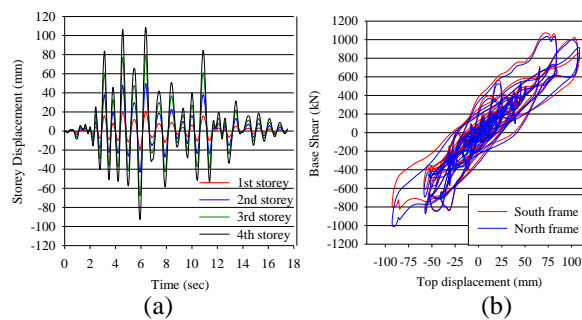 120
100
80
60
40
20
0
-20
-40
-60
-80
-100
-120
Storey Displacement (mm)
1st storey
2nd storey
3rd storey
4th storey
0 2 4 6 8 10 12 14 16 18
Time (sec)
(a)
1200
1000
800
600
400
200
0
-200
-400
-600
-800
-1000
-1200
Base Shear (kN)
South frame
North frame
-100 -75 -50 -25 0 25 50 75 100
Top displacement (mm)
(b)